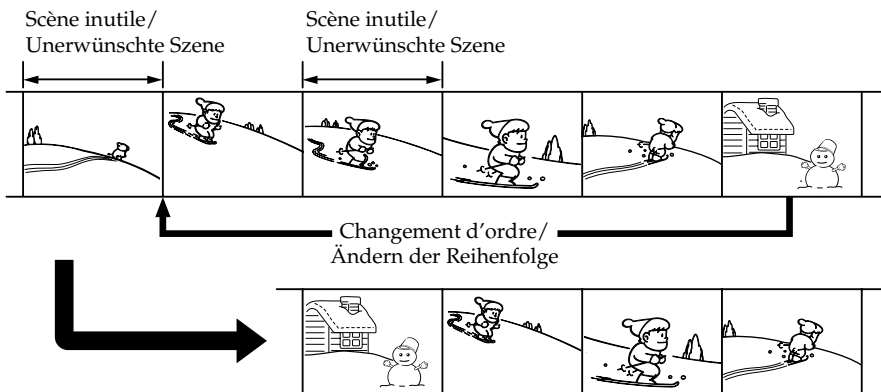 Scène inutile/
Unerwünschte Szene
Scène inutile/
Unerwünschte Szene
Changement d’ordre/
Ändern der Reihenfolge